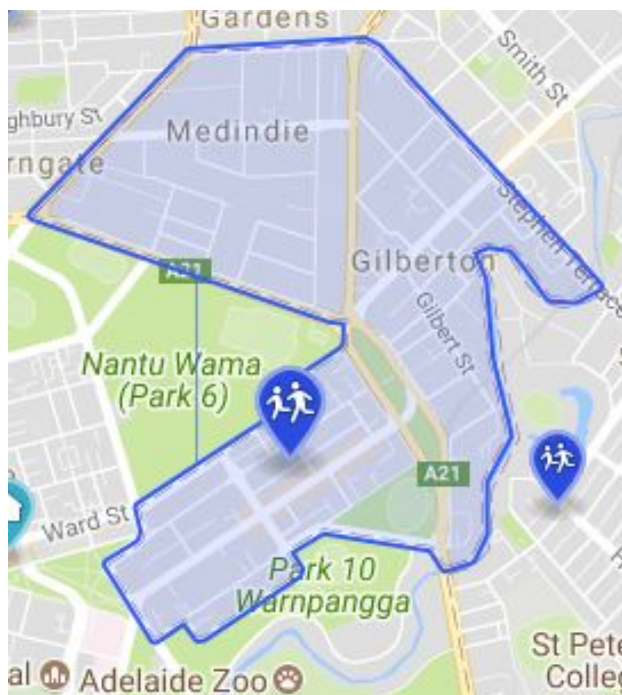 Gardens
Smith St
ghbury St
Medindie
rngate
Stephen Terrace
Gilberton
A21
Gilbert St
Nantu Wama
(Park 6)
A21
Ward St
Park 10
Warnpangga
H
St Pete
al
Adelaide Zoo
Colleg